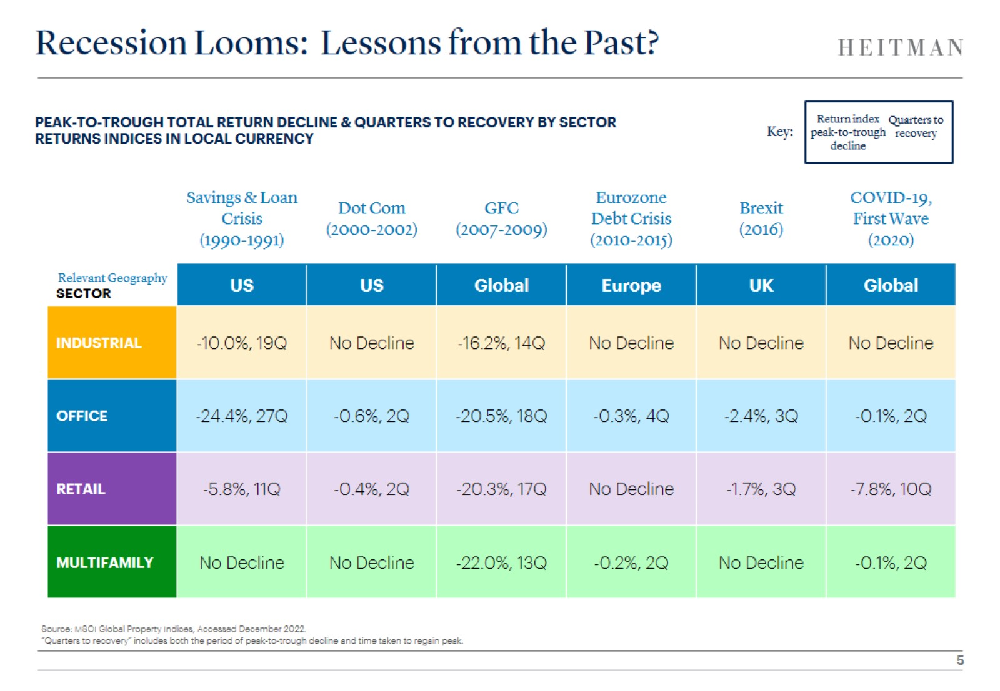 Recession Looms: Lessons from the Past?
HEITMAN
PEAK-TO-TROUGH TOTAL RETURN DECLINE & QUARTERS TO RECOVERY BY SECTOR
RETURNS INDICES IN LOCAL CURRENCY
Key:
Return index
peak-to-trough
decline
Quarters to
recovery
Savings & Loan
Crisis
(1990-1991)
Dot Com
(2000-2002)
GFC
(2007-2009)
Eurozone
Debt Crisis
(2010-2015)
Brexit
(2016)
COVID-19,
First Wave
(2020)
Relevant Geography
SECTOR
US
US
Global
Europe
UK
Global
INDUSTRIAL
-10.0%, 19Q
No Decline
-16.2%, 14Q
No Decline
No Decline
No Decline
OFFICE
-24.4%, 27Q
-0.6%, 2Q
-20.5%, 18Q
-0.3%, 4Q
-2.4%, 3Q
-0.1%, 2Q
RETAIL
-5.8%, 11Q
-0.4%, 2Q
-20.3%, 17Q
No Decline
-1.7%, 3Q
-7.8%, 10Q
MULTIFAMILY
No Decline
No Decline
-22.0%, 13Q
-0.2%, 2Q
No Decline
-0.1%, 2Q
Source: MSCI Global Property Indices, Accessed December 2022.
"Quarters to recovery" includes both the period of peak-to-trough decline and time taken to regain peak.
5